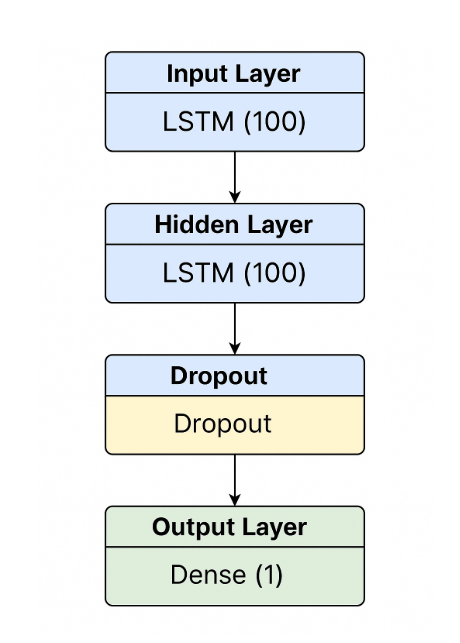 Input Layer
LSTM (100)
Hidden Layer
LSTM (100)
Dropout
Dropout
Output Layer
Dense (1)